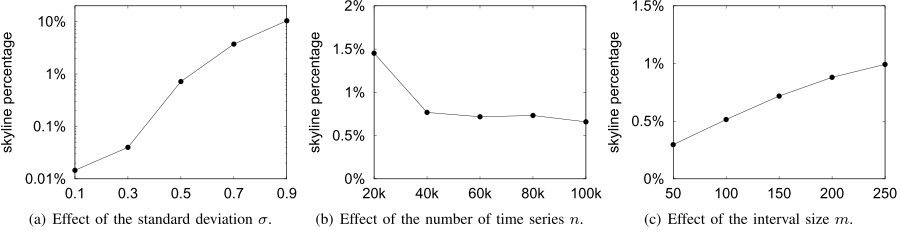 skyline percentage
10%
1%
0.1%
0.01%
0.1 0.3 0.5 0.7 0.9
(a) Effect of the standard deviation σ.
skyline percentage
2%
1.5%
1%
0.5%
0%
20k 40k 60k 80k 100k
(b) Effect of the number of time series n.
skyline percentage
1.5%
1%
0.5%
0
50 100 150 200 250
(c) Effect of the interval size m.